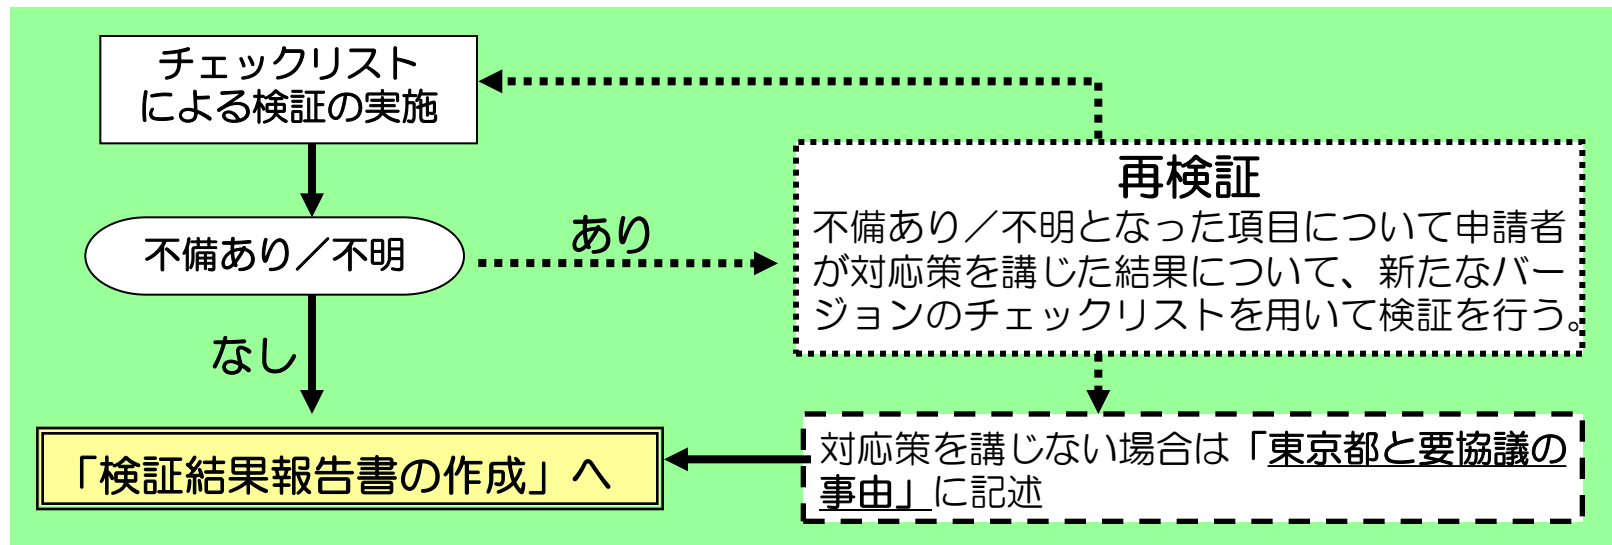 チェックリスト
による検証の実施
不備あり／不明
あり
なし
再検証
不備あり／不明となった項目について申請者
が対応策を講じた結果について、新たなバー
ジョンのチェックリストを用いて検証を行う。
対応策を講じない場合は「東京都と要協議の
事由」に記述
「検証結果報告書の作成」へ